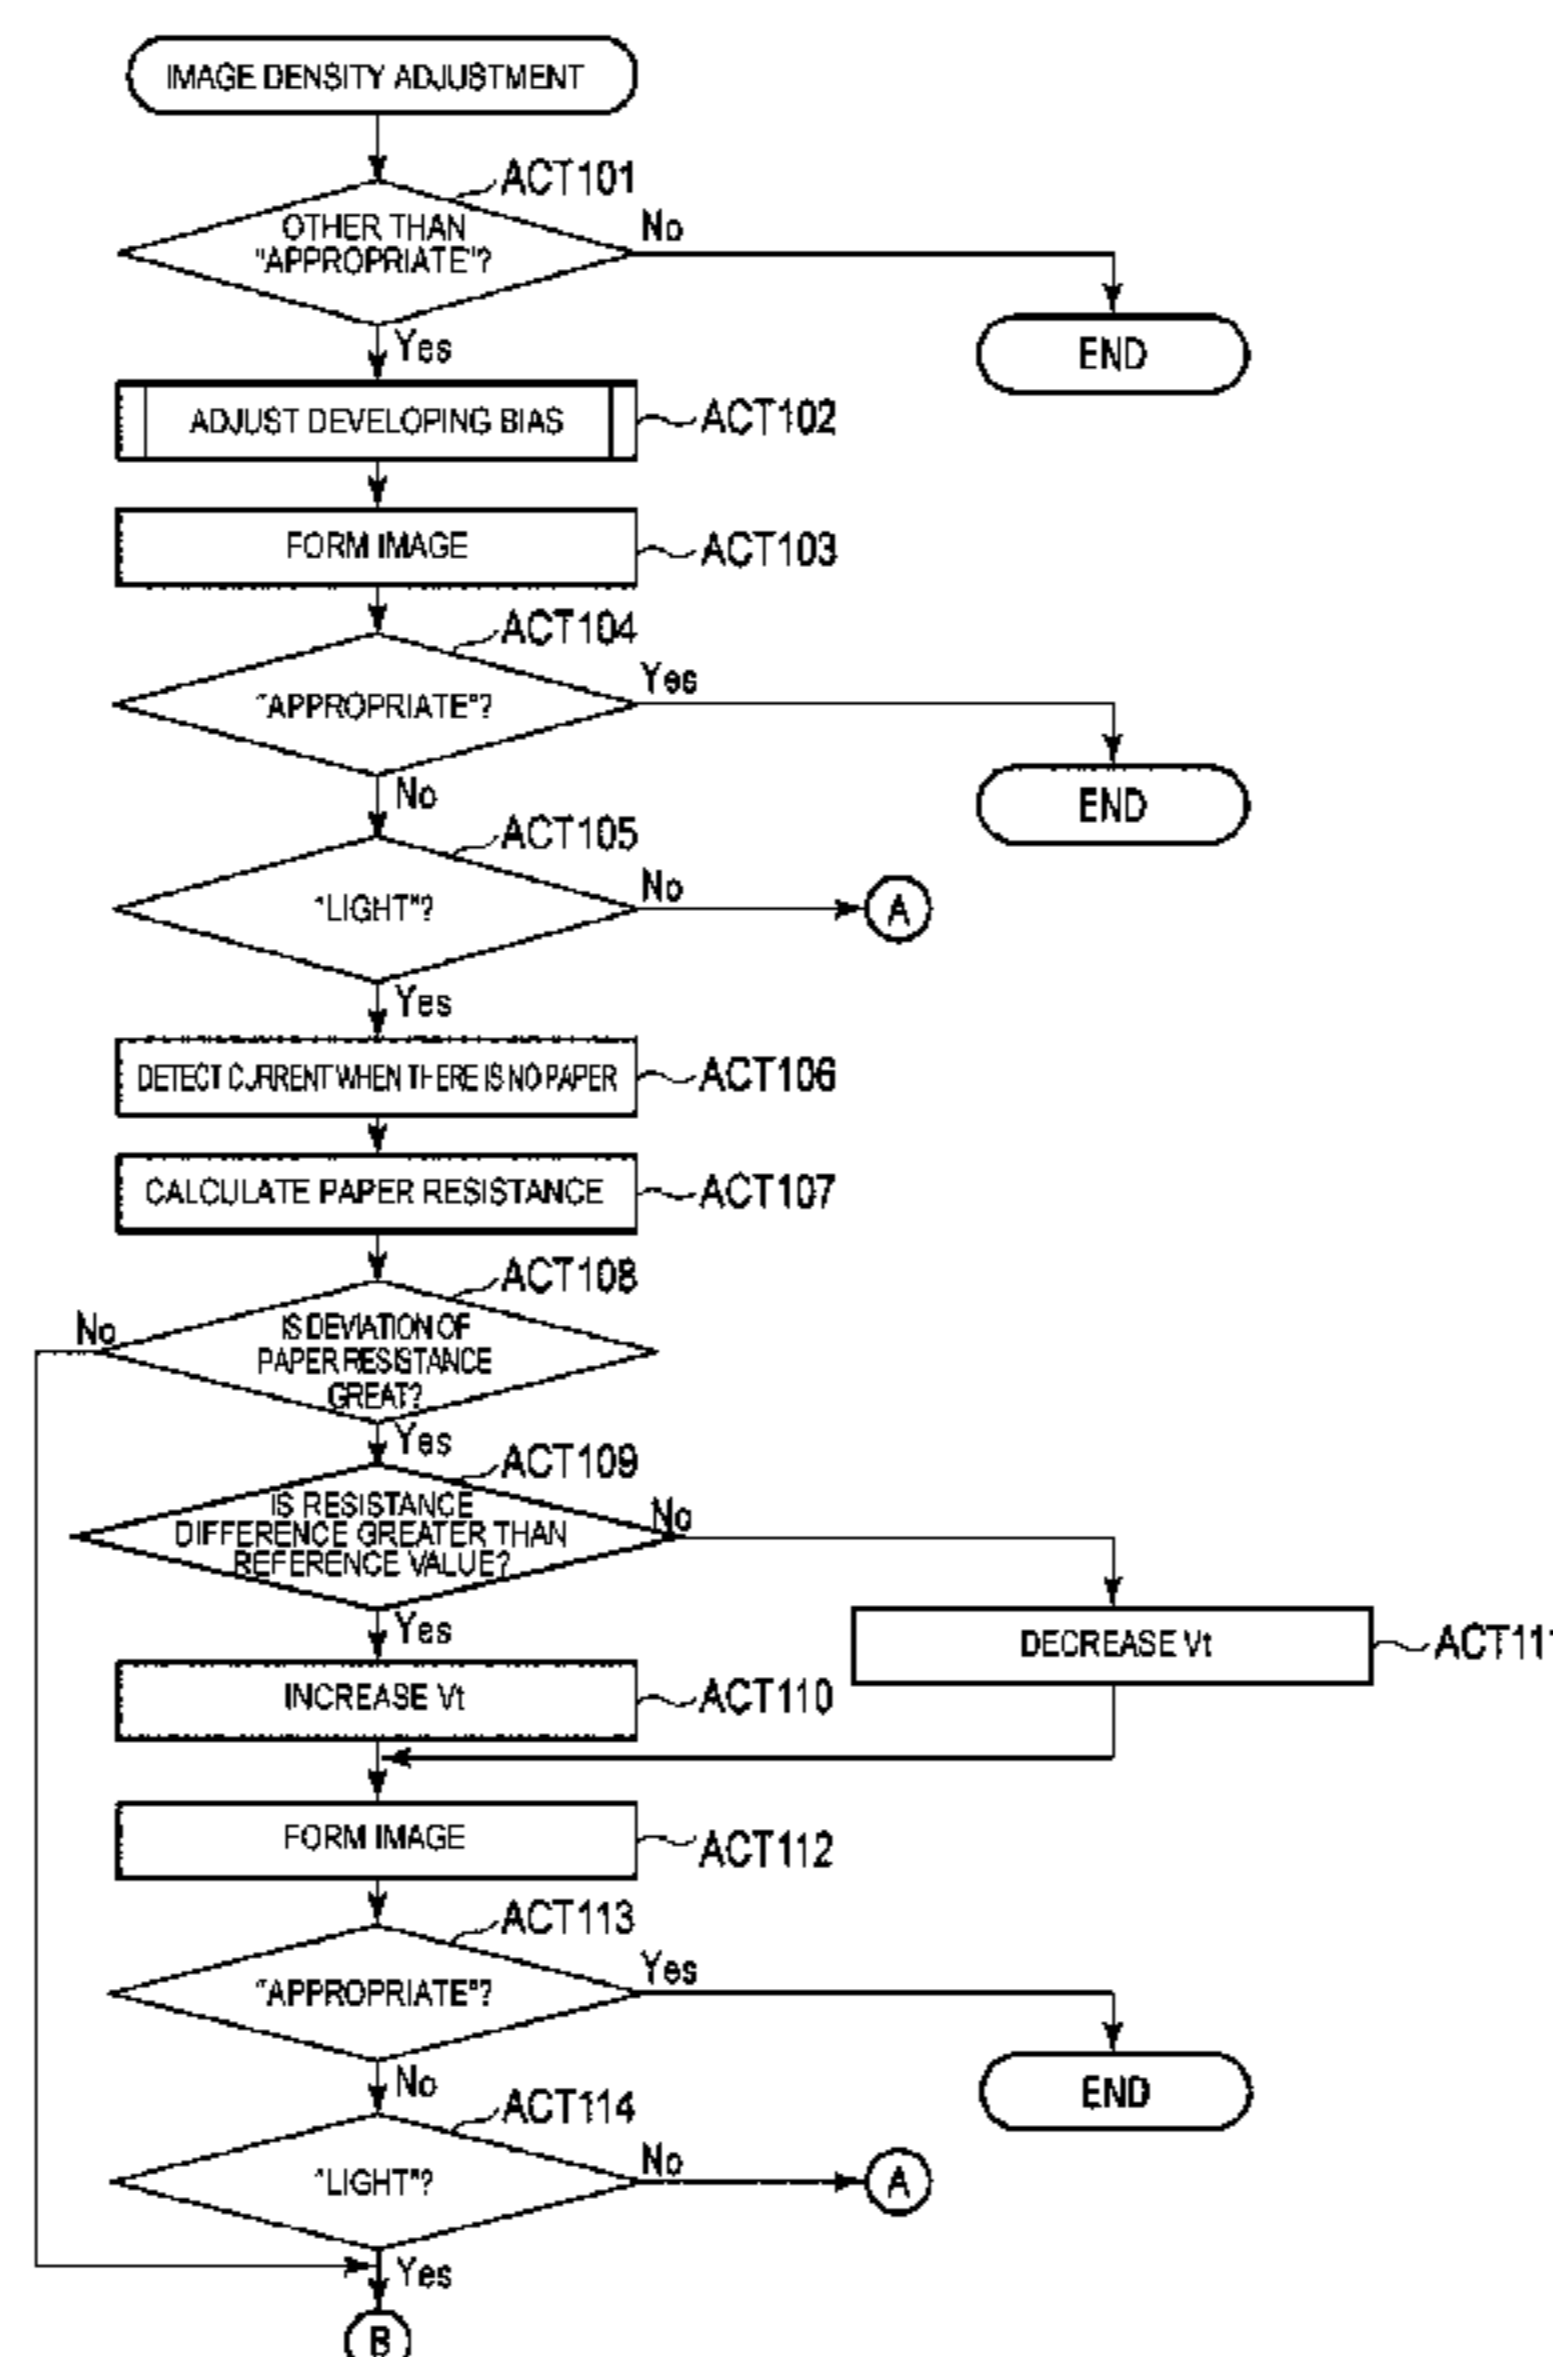 IMAGE DENSITY ADJUSTMENT
ACT101
OTHER THAN
"APPROPRIATE"?
No
END
Yes
ADJUST DEVELOPING BIAS
ACT102
FORM IMAGE
ACT103
ACT104
"APPROPRIATE"?
Yes
END
No
ACT105
"LIGHT"?
No
A
Yes
DETECT CURRENT WHEN THERE IS NO PAPER
ACT106
CALCULATE PAPER RESISTANCE
ACT107
ACT108
No
IS DEVIATION OF
PAPER RESISTANCE
GREAT?
Yes
ACT109
IS RESISTANCE
DIFFERENCE GREATER THAN
REFERENCE VALUE?
No
Yes
DECREASE Vt
ACT111
INCREASE Vt
ACT110
FORM IMAGE
ACT112
ACT113
"APPROPRIATE"?
Yes
END
No
ACT114
"LIGHT"?
No
A
Yes
B